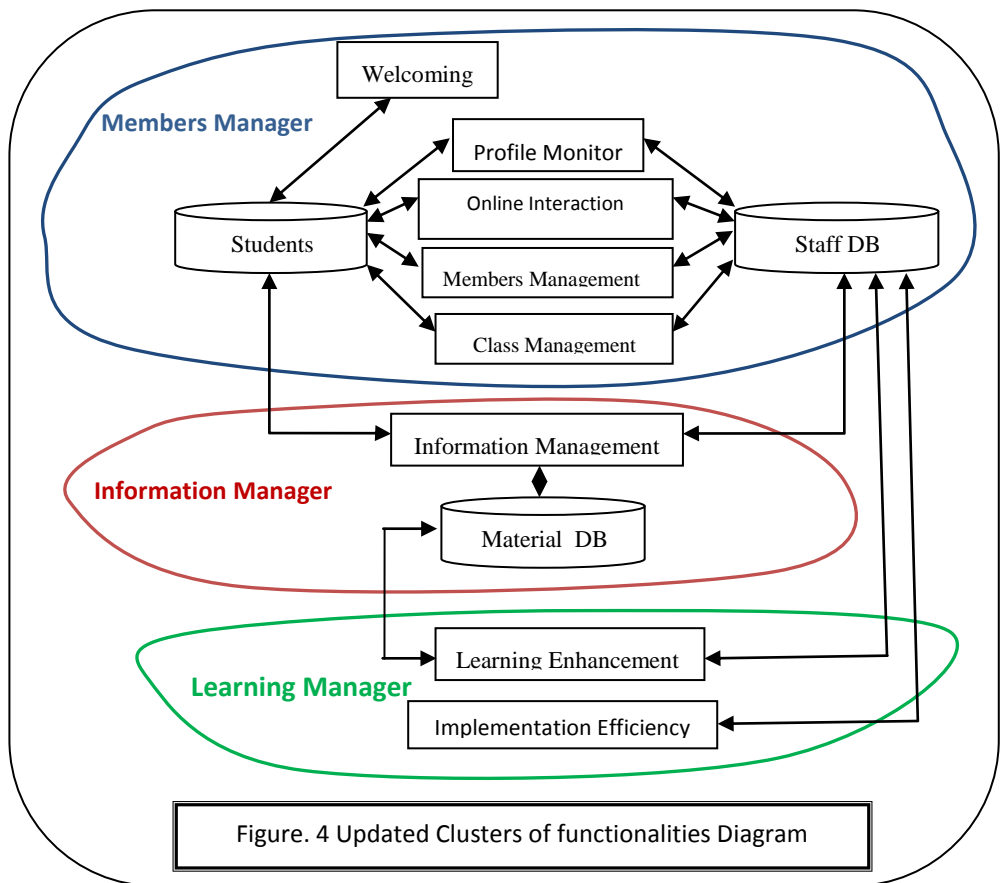 Welcoming
Members Manager
Profile Monitor
Online Interaction
Students
Staff DB
Members Management
Class Management
Information Management
Information Manager
Material DB
Learning Enhancement
Learning Manager
Implementation Efficiency
Figure. 4 Updated Clusters of functionalities Diagram